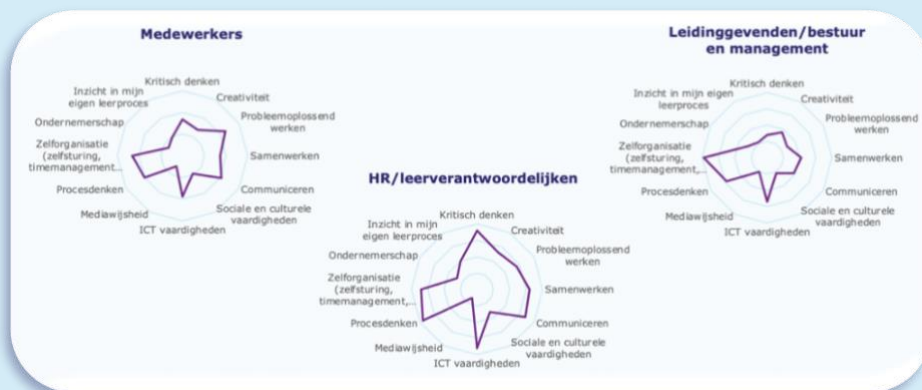 Medewerkers
Kritisch denken
Creativiteit
Probleemoplossend
werken
Samenwerken
Communiceren
Sociale en culturele
vaardigheden
ICT vaardigheden
Mediawijsheid
Procesdenken
Zelforganisatie
(zelfsturing,
timemanagement...
Ondernemerschap
Inzicht in mijn
eigen leerproces
HR/leerverantwoordelijken
Kritisch denken
Creativiteit
Probleemoplossend
werken
Samenwerken
Communiceren
Sociale en culturele
vaardigheden
ICT vaardigheden
Mediawijsheid
Procesdenken
Zelforganisatie
(zelfsturing,
timemanagement,...
Ondernemerschap
Inzicht in mijn
eigen leerproces
Leidinggevenden/bestuur
en management
Kritisch denken
Creativiteit
Probleemoplossend
werken
Samenwerken
Communiceren
Sociale en culturele
vaardigheden
ICT vaardigheden
Mediawijsheid
Procesdenken
Zelforganisatie
(zelfsturing,
timemanagement,...
Ondernemerschap
Inzicht in mijn eigen
leerproces